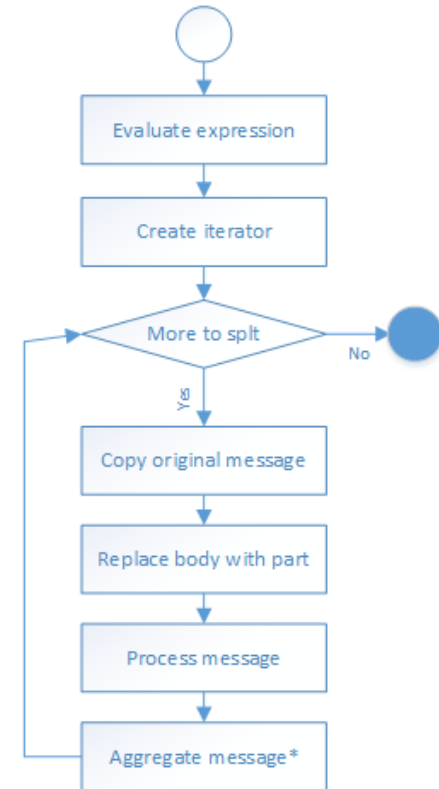 Evaluate expression
Create iterator
More to splt
No
Yes
Copy original message
Replace body with part
Process message
Aggregate message*